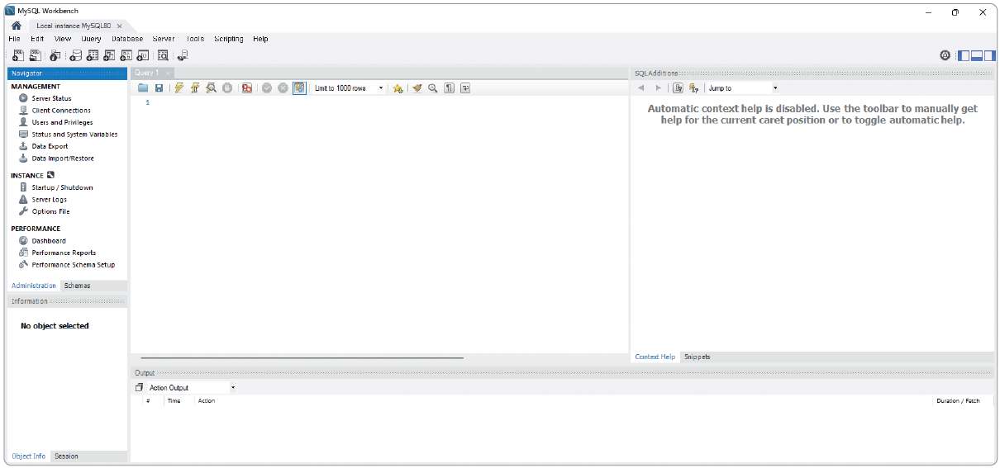 MySQL Workbench
Local instance MySQL80
File Edit View Query Database Server Tools Scripting Help
Navigator
MANAGEMENT
Server Status
Client Connections
Users and Privileges
Status and System Variables
Data Export
Data Import/Restore
INSTANCE
Startup / Shutdown
Server Logs
Options File
PERFORMANCE
Dashboard
Performance Reports
Performance Schema Setup
Administration Schemas
Information
No object selected
Object Info Session
Query 1
Limit to 1000 rows
1
SQLAdditions
Jump to
Automatic context help is disabled. Use the toolbar to manually get
help for the current caret position or to toggle automatic help.
Context Help Snippets
Output
Action Output
# Time Action Duration / Fetch